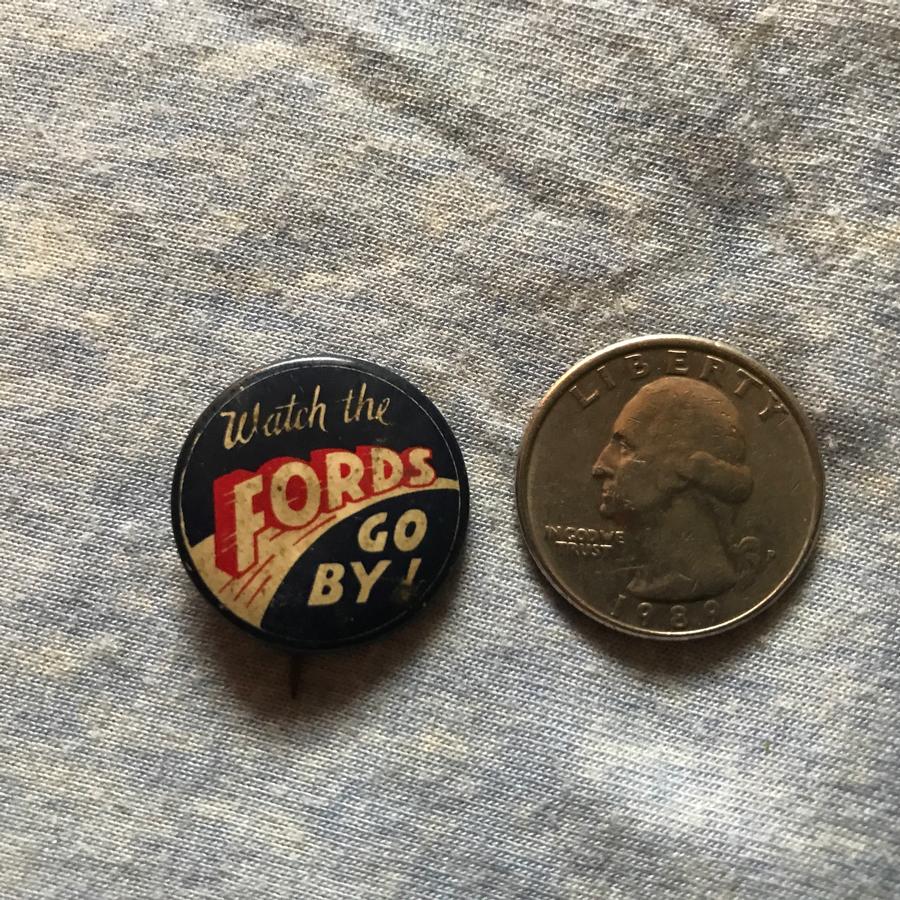 Watch the
FORDS
GO
BY!
LIBERTY
IN GOD WE
TRUST
P
1989